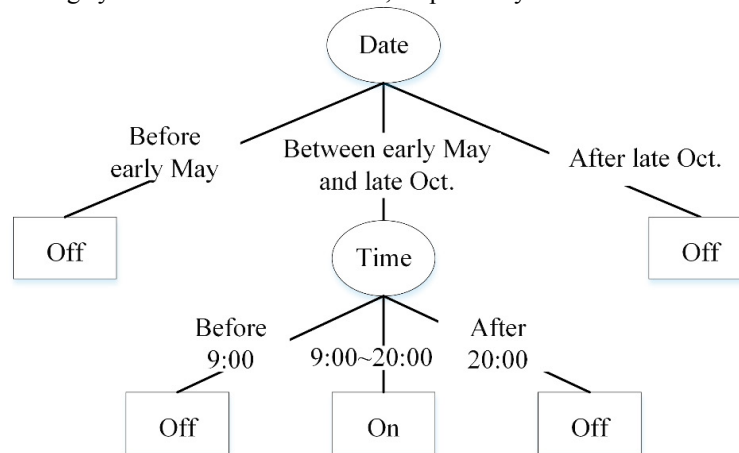 Date
Before
early May
Between early May
and late Oct.
After late Oct.
Off
Time
Off
Before
9:00
9:00~20:00
After
20:00
Off
On
Off